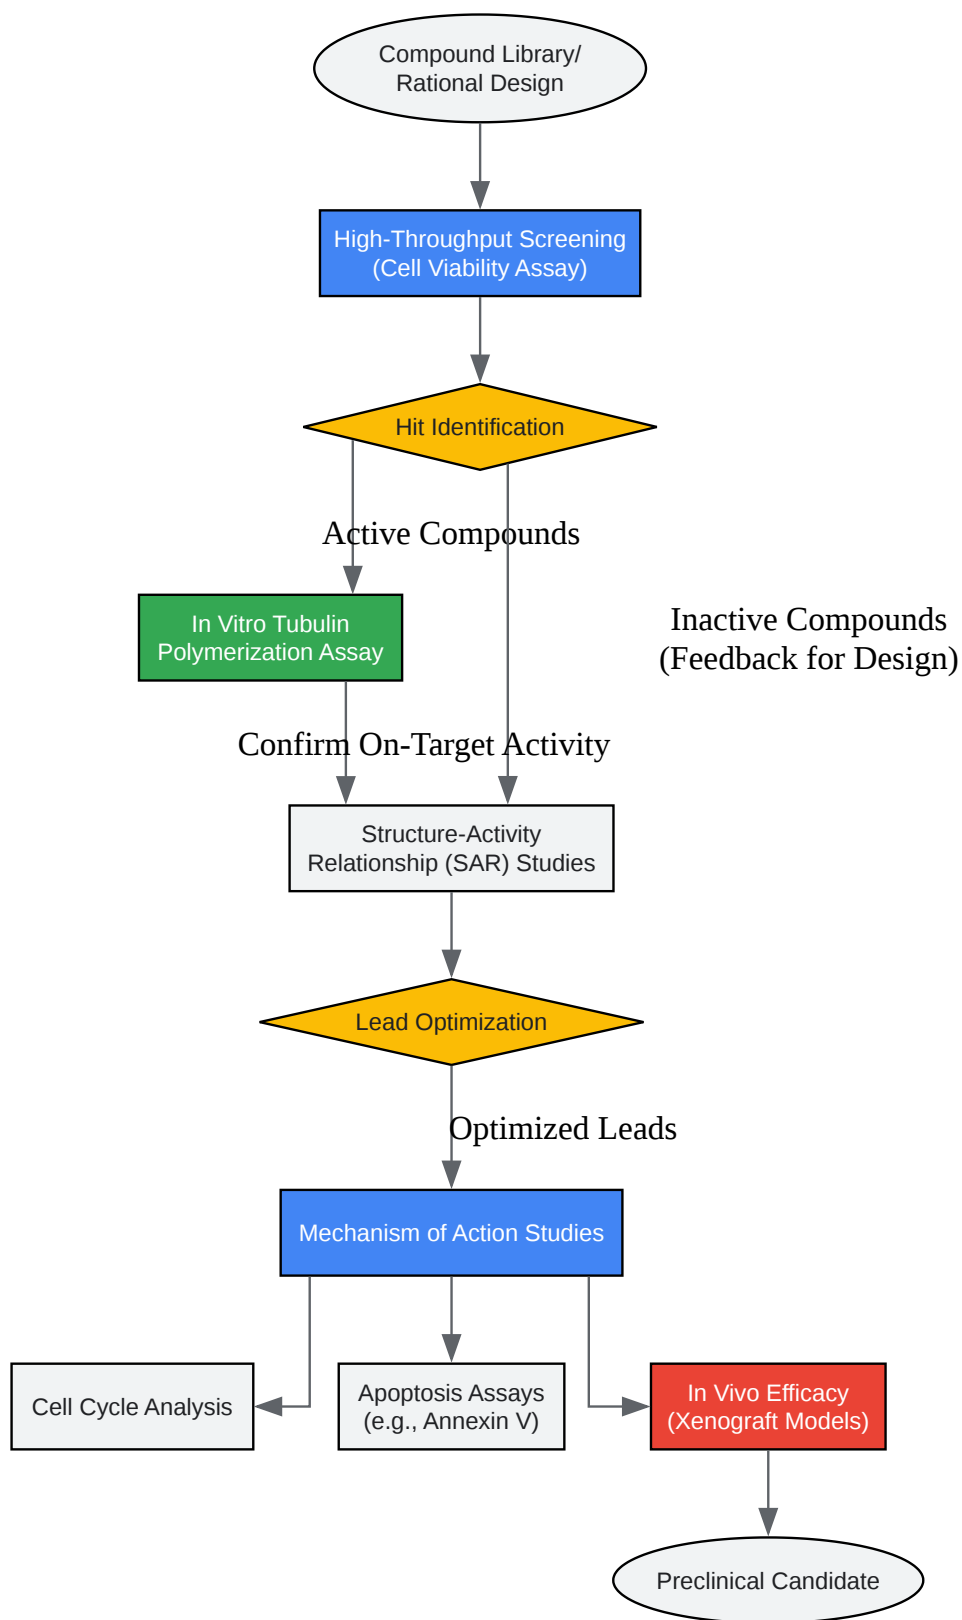 Compound Library/
Rational Design
High-Throughput Screening
(Cell Viability Assay)
Hit Identification
Active Compounds
In Vitro Tubulin
Polymerization Assay
Inactive Compounds
(Feedback for Design)
Confirm On-Target Activity
Structure-Activity
Relationship (SAR) Studies
Lead Optimization
Optimized Leads
Mechanism of Action Studies
Cell Cycle Analysis
Apoptosis Assays
(e.g., Annexin V)
In Vivo Efficacy
(Xenograft Models)
Preclinical Candidate